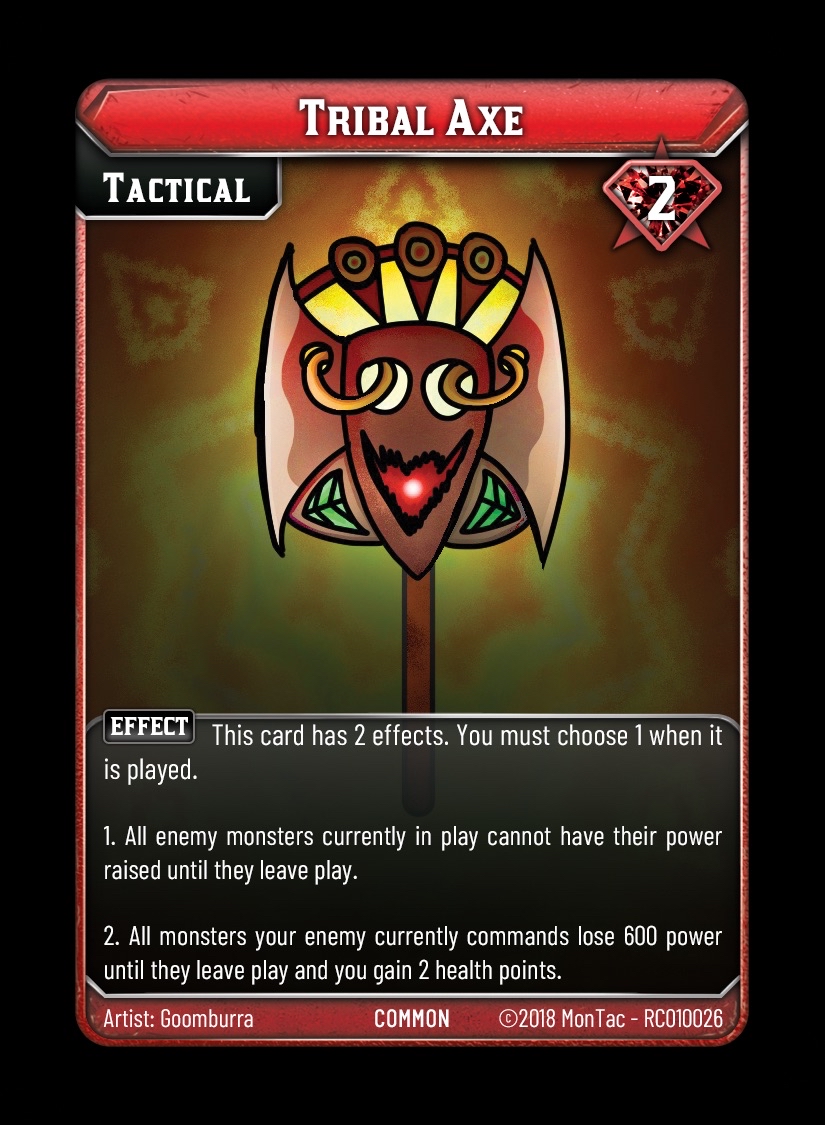 Tribal Axe
Tactical
2
EFFECT This card has 2 effects. You must choose 1 when it
is played.
1. All enemy monsters currently in play cannot have their power
raised until they leave play.
2. All monsters your enemy currently commands lose 600 power
until they leave play and you gain 2 health points.
Artist: Goomburra COMMON ©2018 MonTac - RC010026